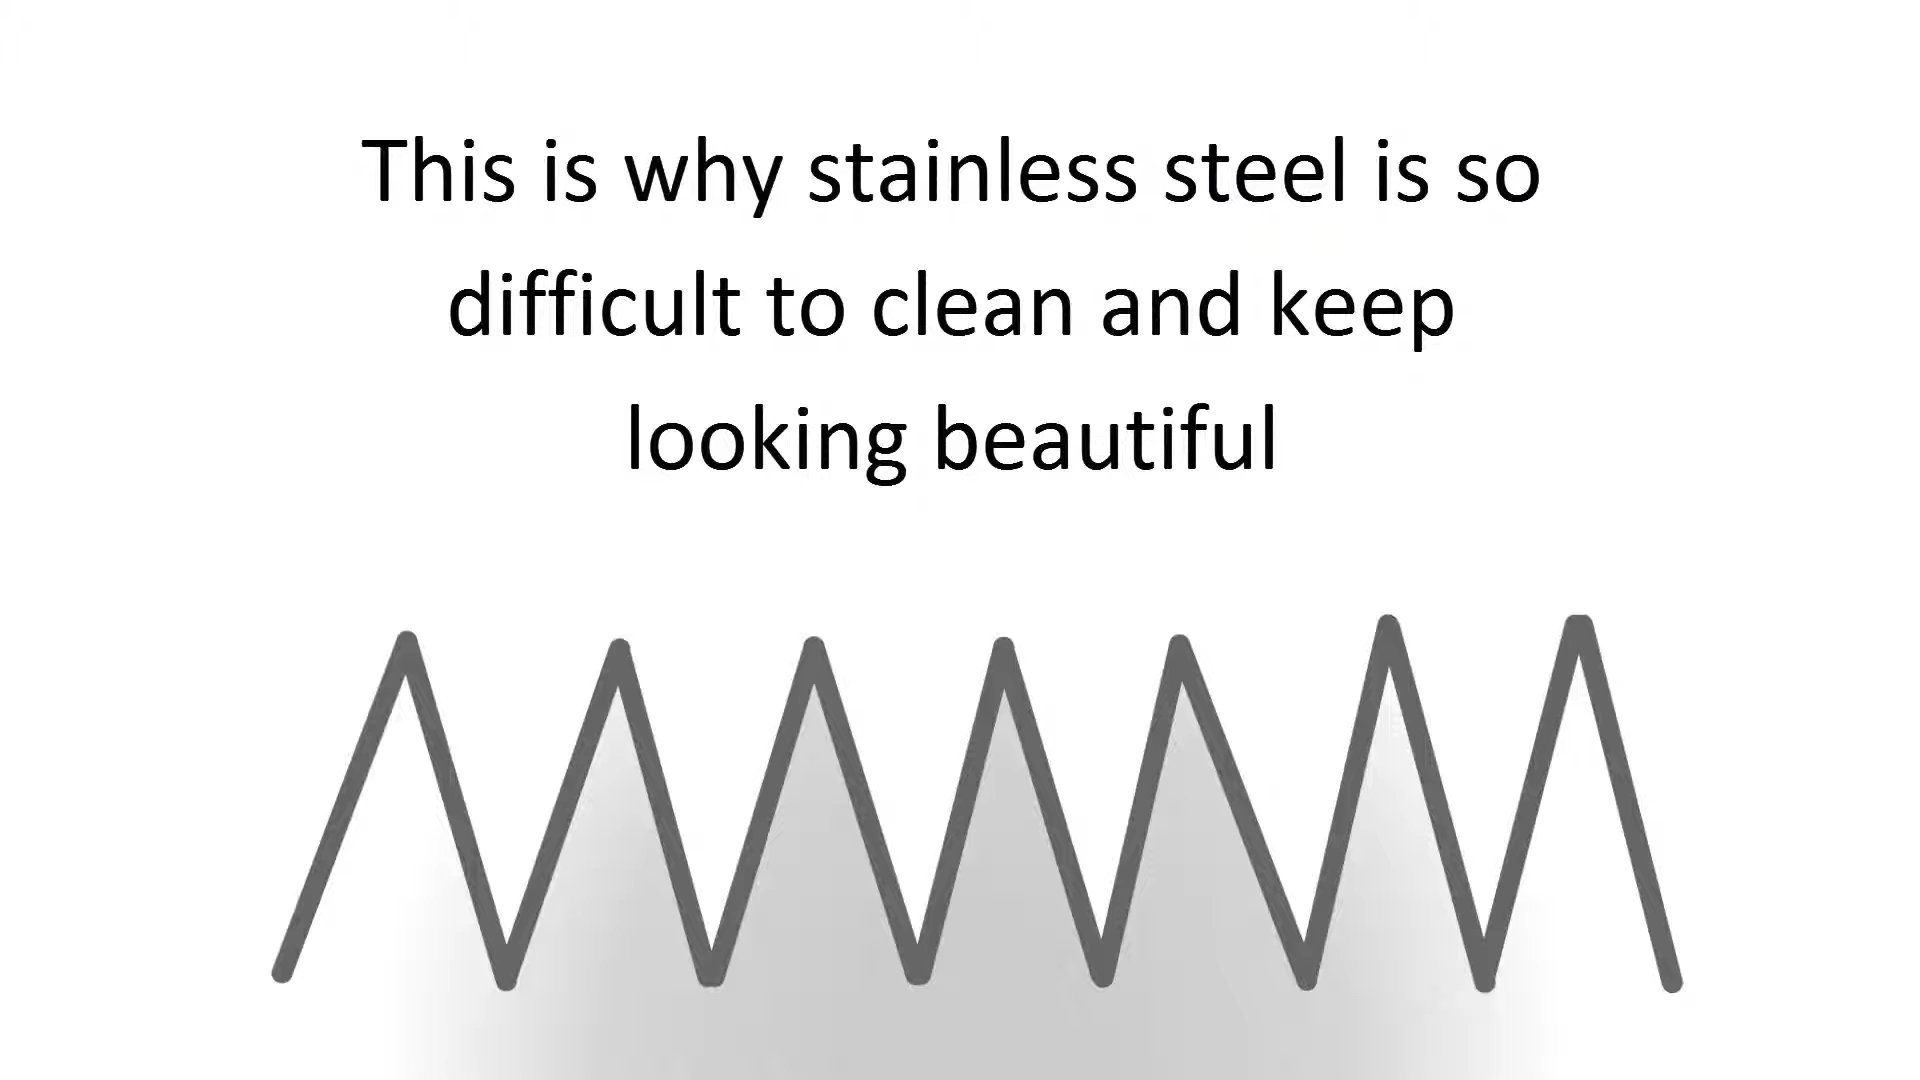 This is why stainless steel is so
difficult to clean and keep
looking beautiful